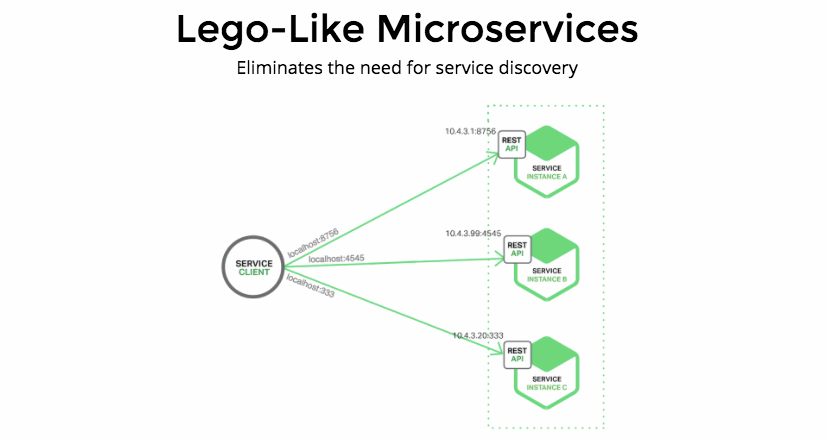 Lego-Like Microservices
Eliminates the need for service discovery
10.4.3.1:8756
REST
API
SERVICE
INSTANCE A
localhost:8756
10.4.3.99:4545
REST
API
SERVICE
CLIENT
localhost:4545
SERVICE
INSTANCE B
localhost:333
10.4.3.20:333
REST
API
SERVICE
INSTANCE C